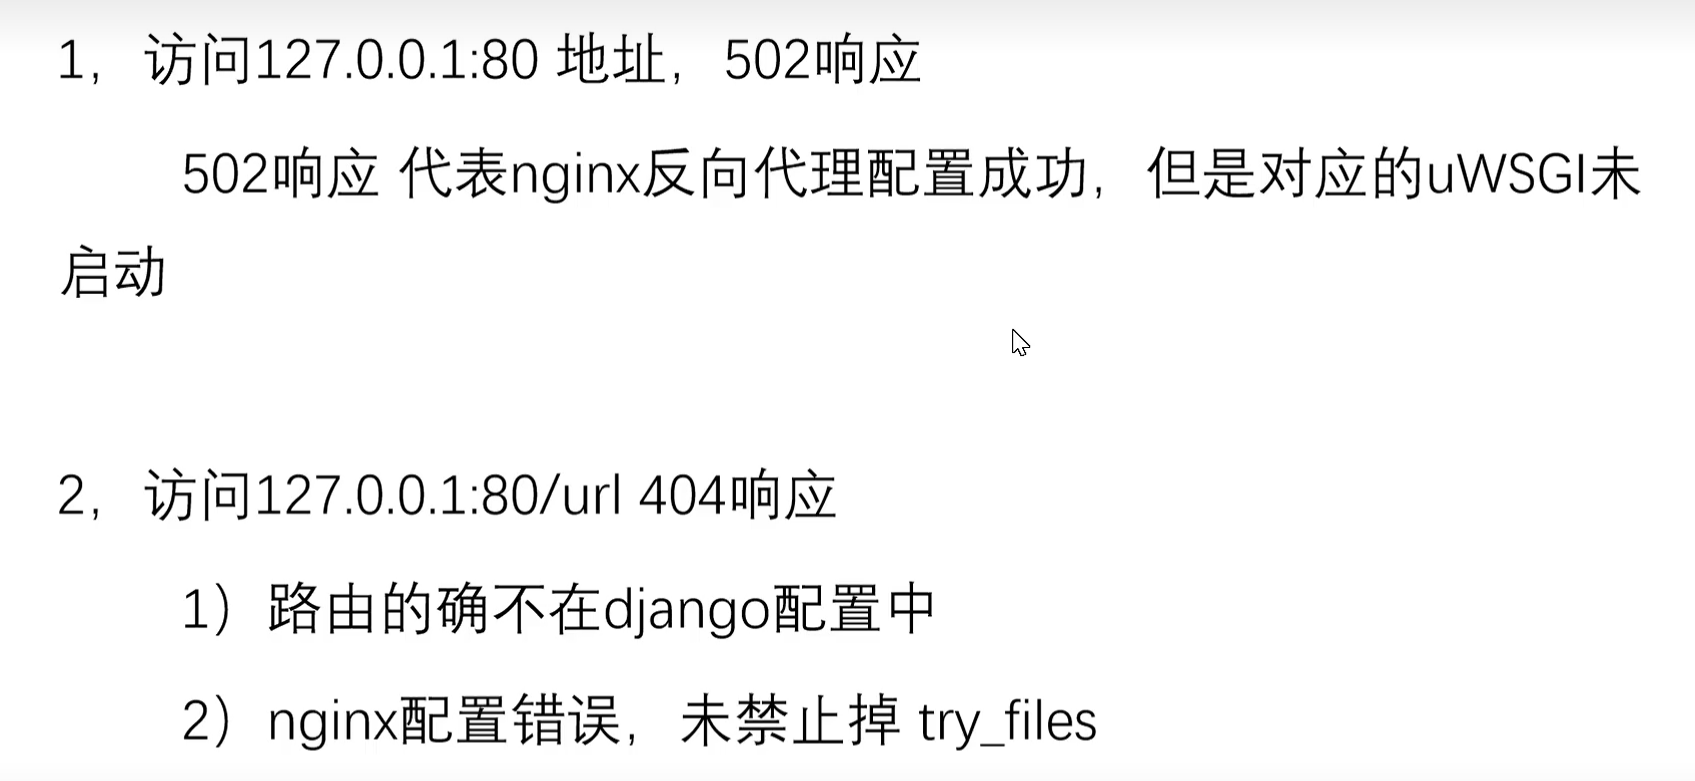 1，访问127.0.0.1:80 地址，502响应
502响应 代表nginx反向代理配置成功，但是对应的uWSGI未
启动
2，访问127.0.0.1:80/url 404响应
1）路由的确不在django配置中
2）nginx配置错误，未禁止掉 try_files